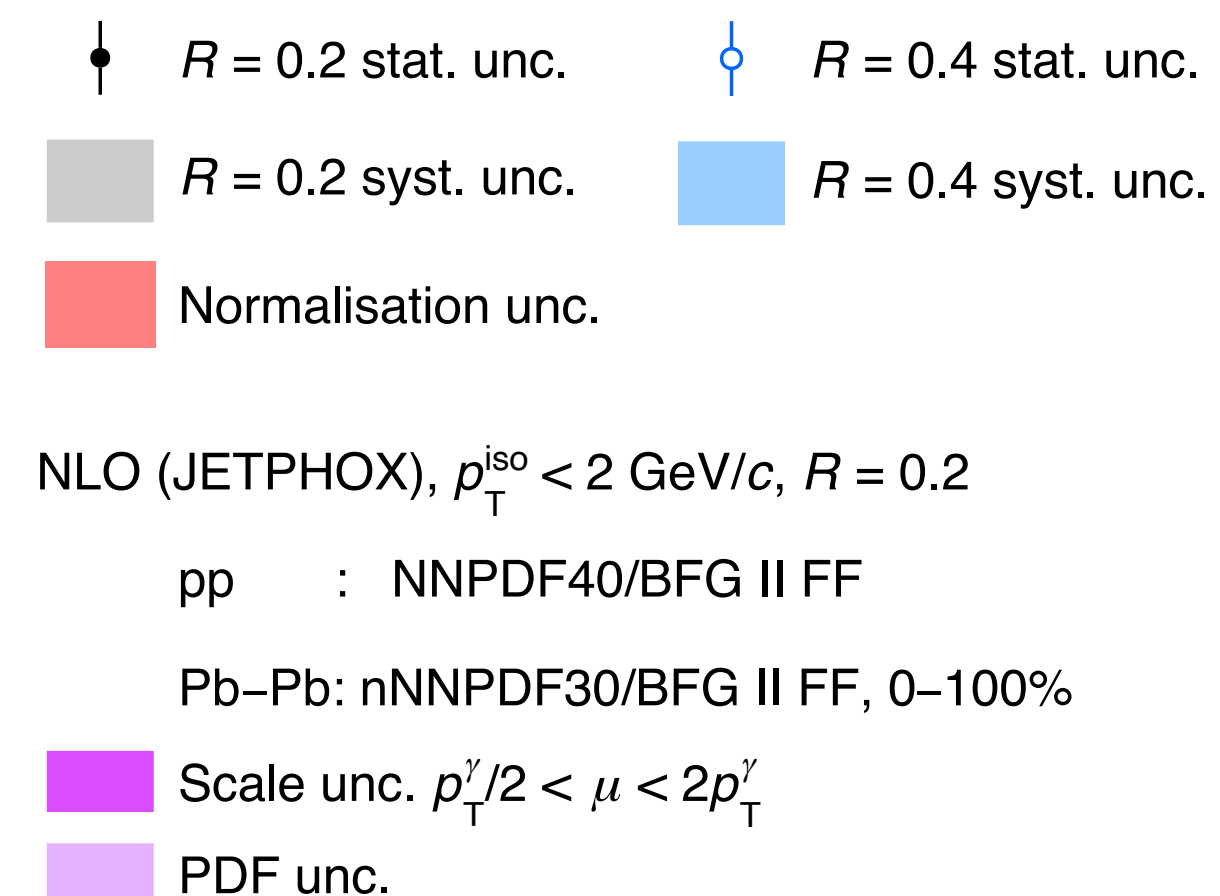 R = 0.2 stat. unc. R = 0.4 stat. unc.
R = 0.2 syst. unc. R = 0.4 syst. unc.
Normalisation unc.
NLO (JETPHOX), p_T^iso < 2 GeV/c, R = 0.2
pp : NNPDF40/BFG II FF
Pb–Pb: nNNPDF30/BFG II FF, 0–100%
Scale unc. p_T^γ/2 < μ < 2p_T^γ
PDF unc.